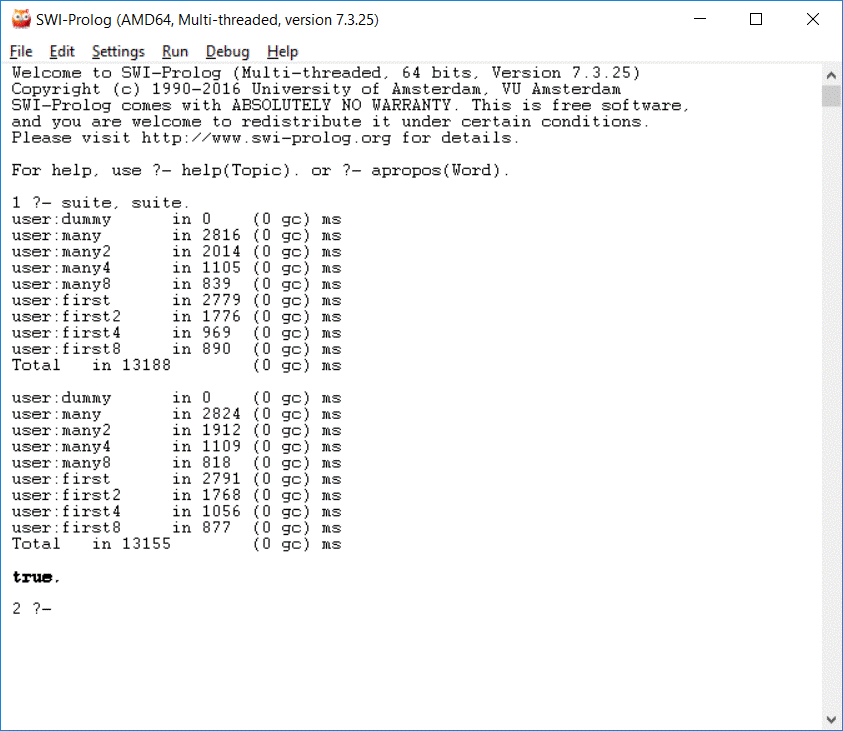 SWI-Prolog (AMD64, Multi-threaded, version 7.3.25)
File Edit Settings Run Debug Help
Welcome to SWI-Prolog (Multi-threaded, 64 bits, Version 7.3.25)
Copyright (c) 1990-2016 University of Amsterdam, VU Amsterdam
SWI-Prolog comes with ABSOLUTELY NO WARRANTY. This is free software,
and you are welcome to redistribute it under certain conditions.
Please visit http://www.swi-prolog.org for details.
For help, use ?- help(Topic). or ?- apropos(Word).
1 ?- suite, suite.
user:dummy in 0 (0 gc) ms
user:many in 2816 (0 gc) ms
user:many2 in 2014 (0 gc) ms
user:many4 in 1105 (0 gc) ms
user:many8 in 839 (0 gc) ms
user:first in 2779 (0 gc) ms
user:first2 in 1776 (0 gc) ms
user:first4 in 969 (0 gc) ms
user:first8 in 890 (0 gc) ms
Total in 13188 (0 gc) ms
user:dummy in 0 (0 gc) ms
user:many in 2824 (0 gc) ms
user:many2 in 1912 (0 gc) ms
user:many4 in 1109 (0 gc) ms
user:many8 in 818 (0 gc) ms
user:first in 2791 (0 gc) ms
user:first2 in 1768 (0 gc) ms
user:first4 in 1056 (0 gc) ms
user:first8 in 877 (0 gc) ms
Total in 13155 (0 gc) ms
true.
2 ?-